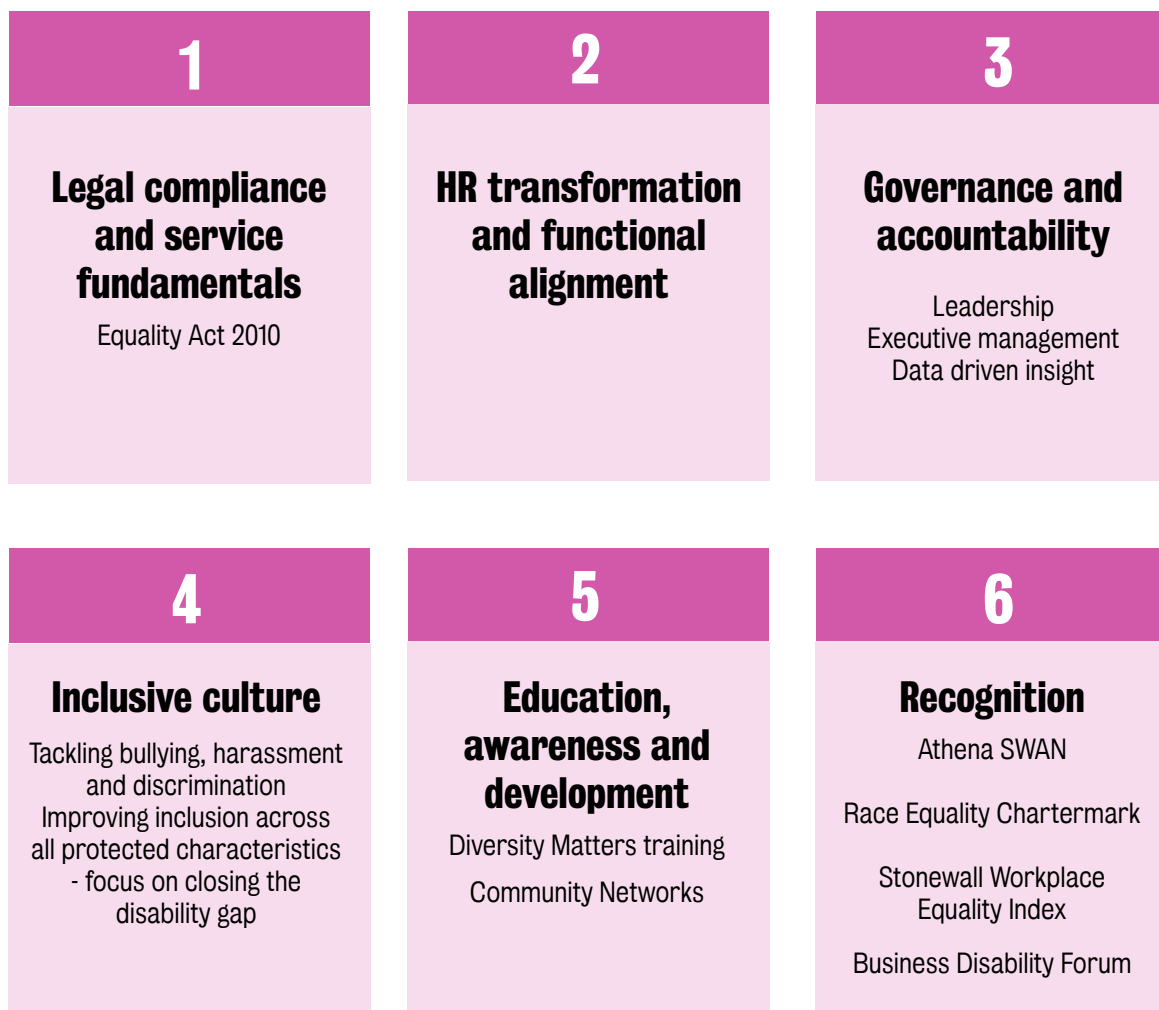 1
Legal compliance
and service
fundamentals
Equality Act 2010
2
HR transformation
and functional
alignment
3
Governance and
accountability
Leadership
Executive management
Data driven insight
4
Inclusive culture
Tackling bullying, harassment
and discrimination
Improving inclusion across
all protected characteristics
- focus on closing the
disability gap
5
Education,
awareness and
development
Diversity Matters training
Community Networks
6
Recognition
Athena SWAN
Race Equality Chartermark
Stonewall Workplace
Equality Index
Business Disability Forum